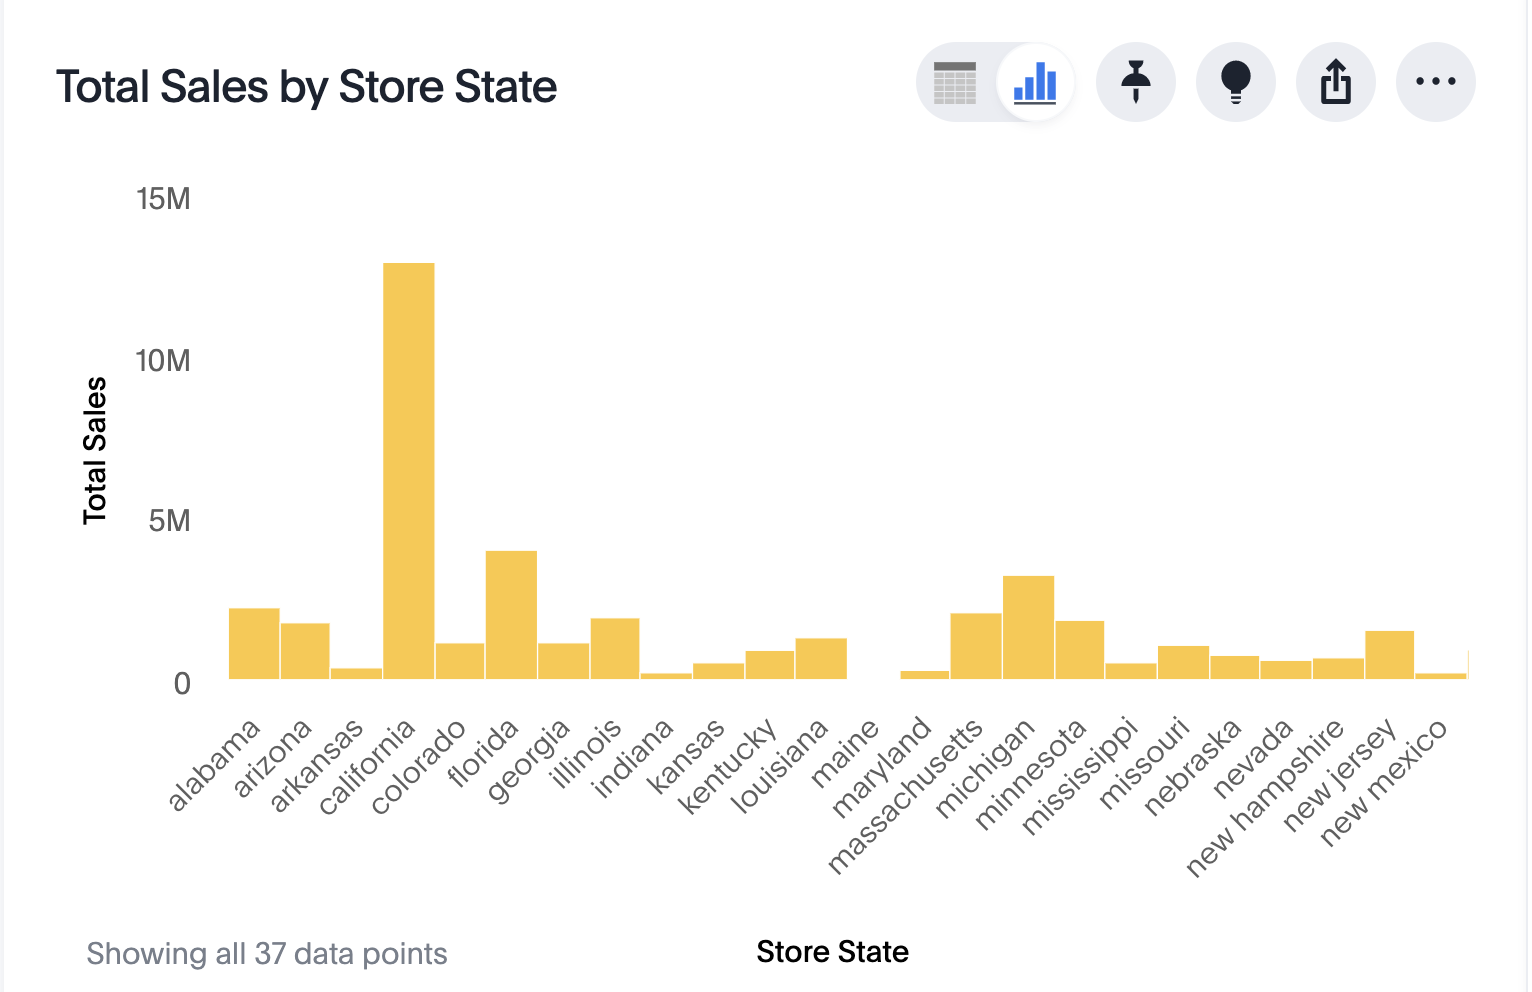 Total Sales by Store State
15M
10M
5M
0
Total Sales
alabama
arizona
arkansas
california
colorado
florida
georgia
illinois
indiana
kansas
kentucky
louisiana
maine
maryland
massachusetts
michigan
minnesota
mississippi
missouri
nebraska
nevada
new hampshire
new jersey
new mexico
Store State
Showing all 37 data points